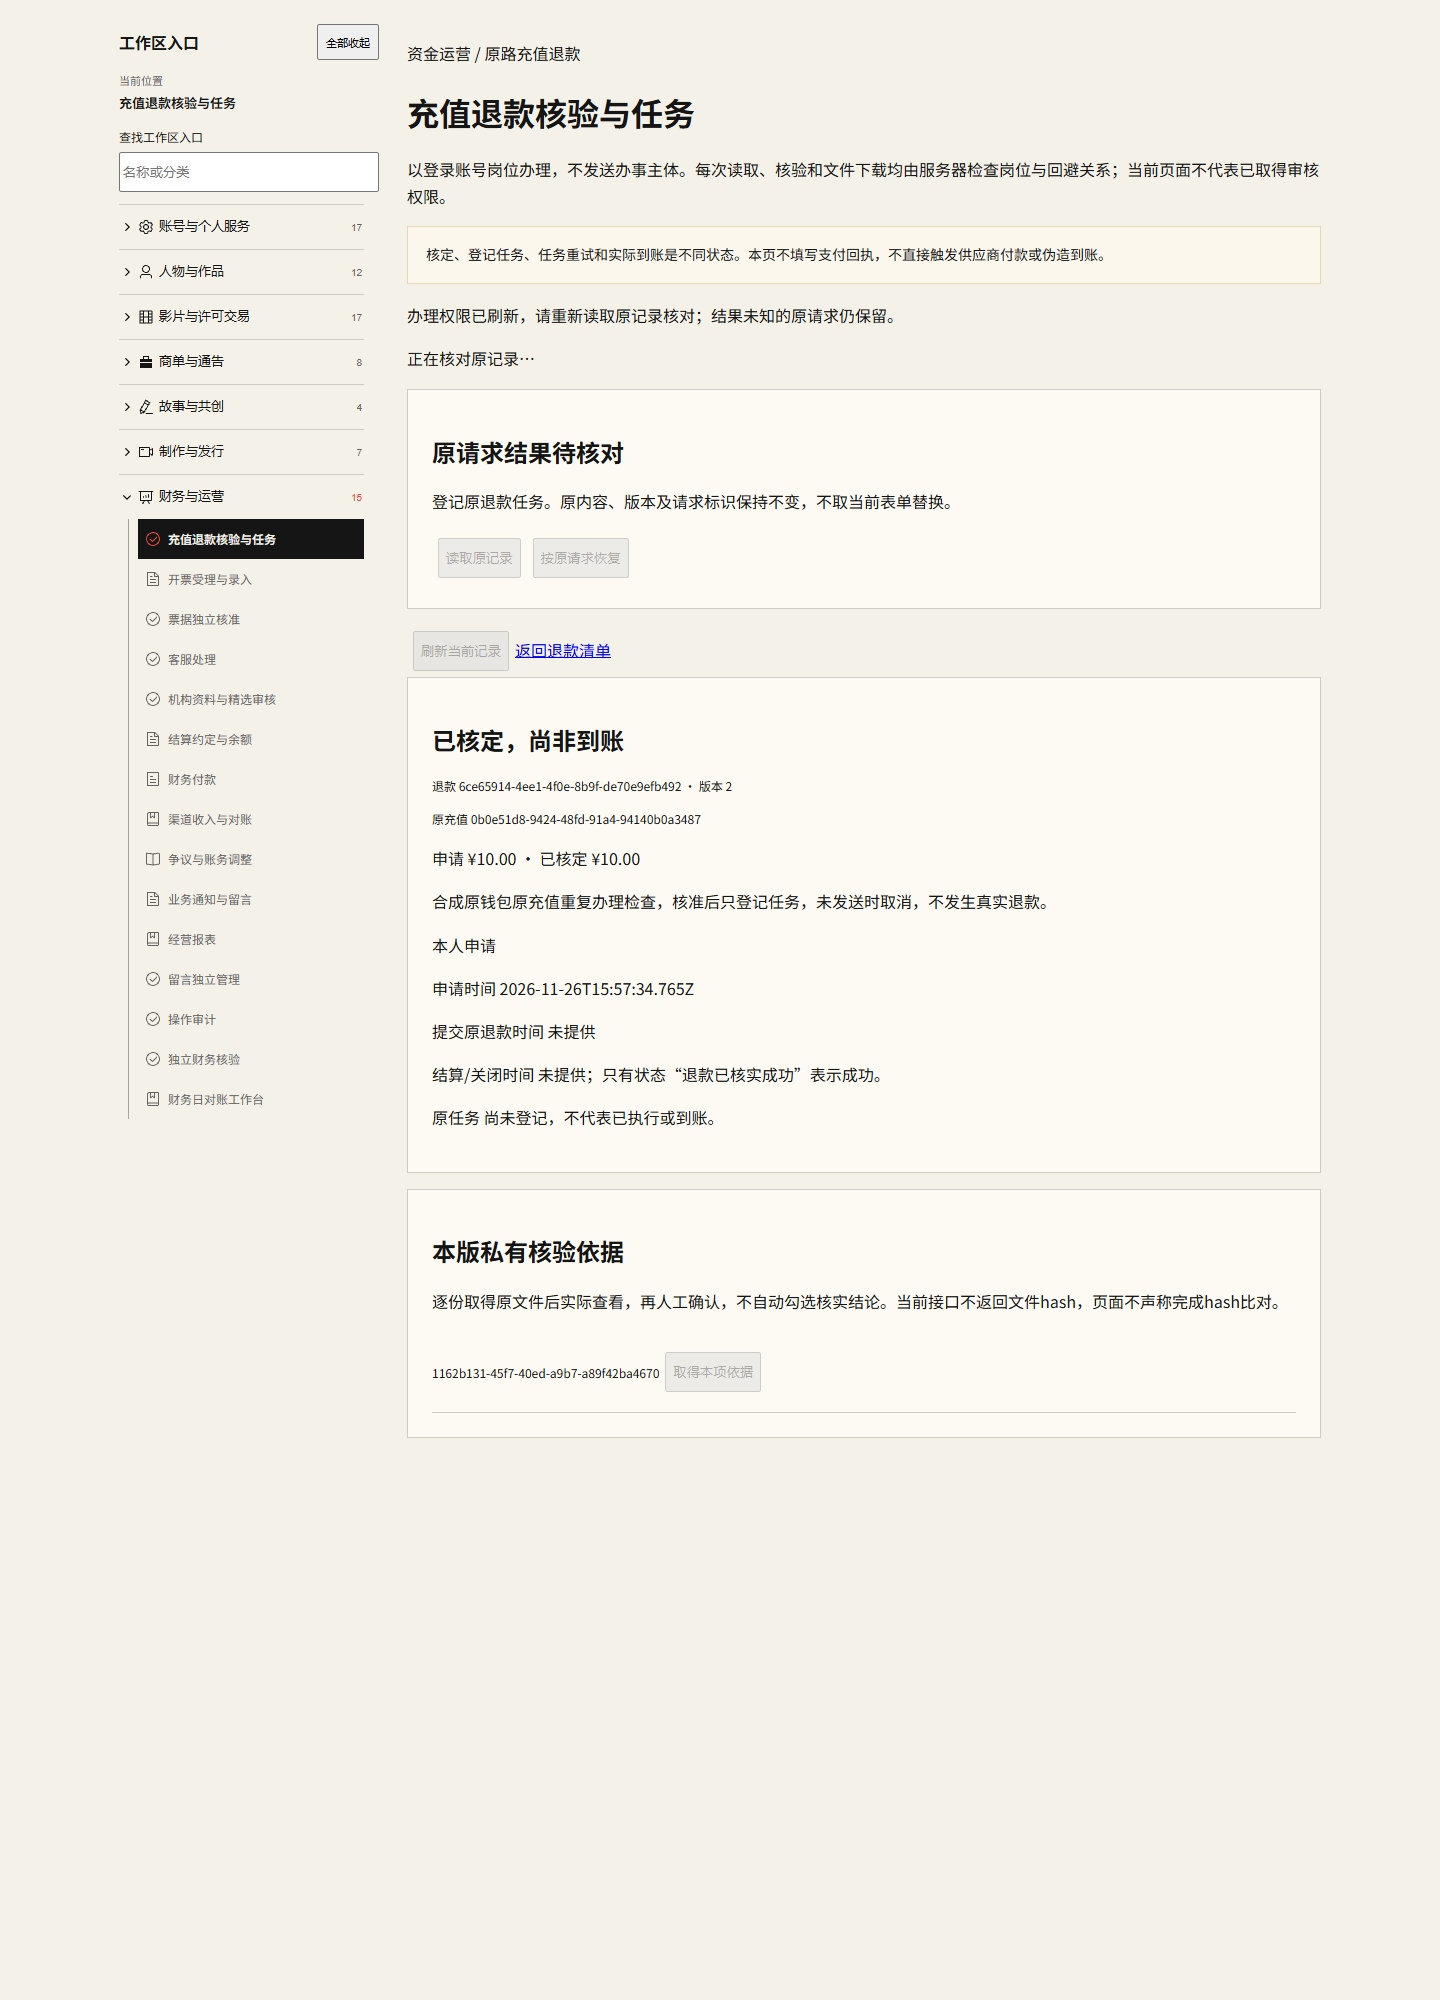 工作区入口
全部收起
当前位置
充值退款核验与任务
查找工作区入口
名称或分类
账号与个人服务 17
人物与作品 12
影片与许可交易 17
商单与通告 8
故事与共创 4
制作与发行 7
财务与运营 15
充值退款核验与任务
开票受理与录入
票据独立核准
客服处理
机构资料与精选审核
结算约定与余额
财务付款
渠道收入与对账
争议与账务调整
业务通知与留言
经营报表
留言独立管理
操作审计
独立财务核验
财务日对账工作台
资金运营 / 原路充值退款
充值退款核验与任务
以登录账号岗位办理，不发送办事主体。每次读取、核验和文件下载均由服务器检查岗位与回避关系；当前页面不代表已取得审核
权限。
核定、登记任务、任务重试和实际到账是不同状态。本页不填写支付回执，不直接触发供应商付款或伪造到账。
办理权限已刷新，请重新读取原记录核对；结果未知的原请求仍保留。
正在核对原记录…
原请求结果待核对
登记原退款任务。原内容、版本及请求标识保持不变，不取当前表单替换。
读取原记录 按原请求恢复
刷新当前记录 返回退款清单
已核定，尚非到账
退款 6ce65914-4ee1-4f0e-8b9f-de70e9efb492 · 版本 2
原充值 0b0e51d8-9424-48fd-91a4-94140b0a3487
申请 ¥10.00 · 已核定 ¥10.00
合成原钱包原充值重复办理检查，核准后只登记任务，未发送时取消，不发生真实退款。
本人申请
申请时间 2026-11-26T15:57:34.765Z
提交原退款时间 未提供
结算/关闭时间 未提供；只有状态“退款已核实成功”表示成功。
原任务 尚未登记，不代表已执行或到账。
本版私有核验依据
逐份取得原文件后实际查看，再人工确认，不自动勾选核实结论。当前接口不返回文件hash，页面不声称完成hash比对。
1162b131-45f7-40ed-a9b7-a89f42ba4670 取得本项依据